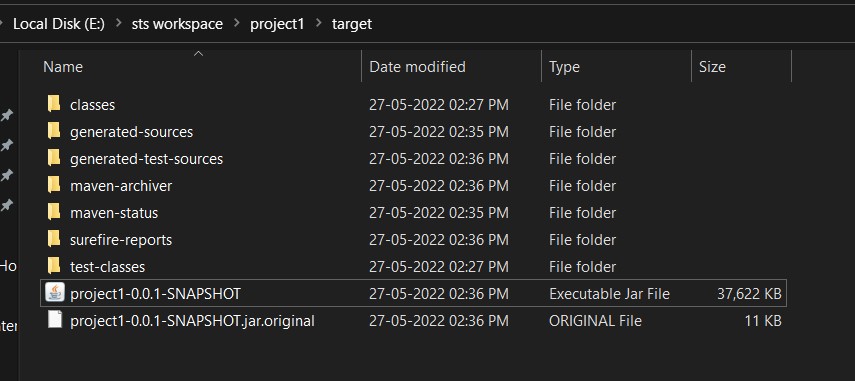 Local Disk (E:) > sts workspace > project1 > target
Name Date modified Type Size
classes 27-05-2022 02:27 PM File folder
generated-sources 27-05-2022 02:35 PM File folder
generated-test-sources 27-05-2022 02:36 PM File folder
maven-archiver 27-05-2022 02:36 PM File folder
maven-status 27-05-2022 02:35 PM File folder
surefire-reports 27-05-2022 02:36 PM File folder
test-classes 27-05-2022 02:27 PM File folder
Ho
project1-0.0.1-SNAPSHOT 27-05-2022 02:36 PM Executable Jar File 37,622 KB
project1-0.0.1-SNAPSHOT.jar.original 27-05-2022 02:36 PM ORIGINAL File 11 KB
nter